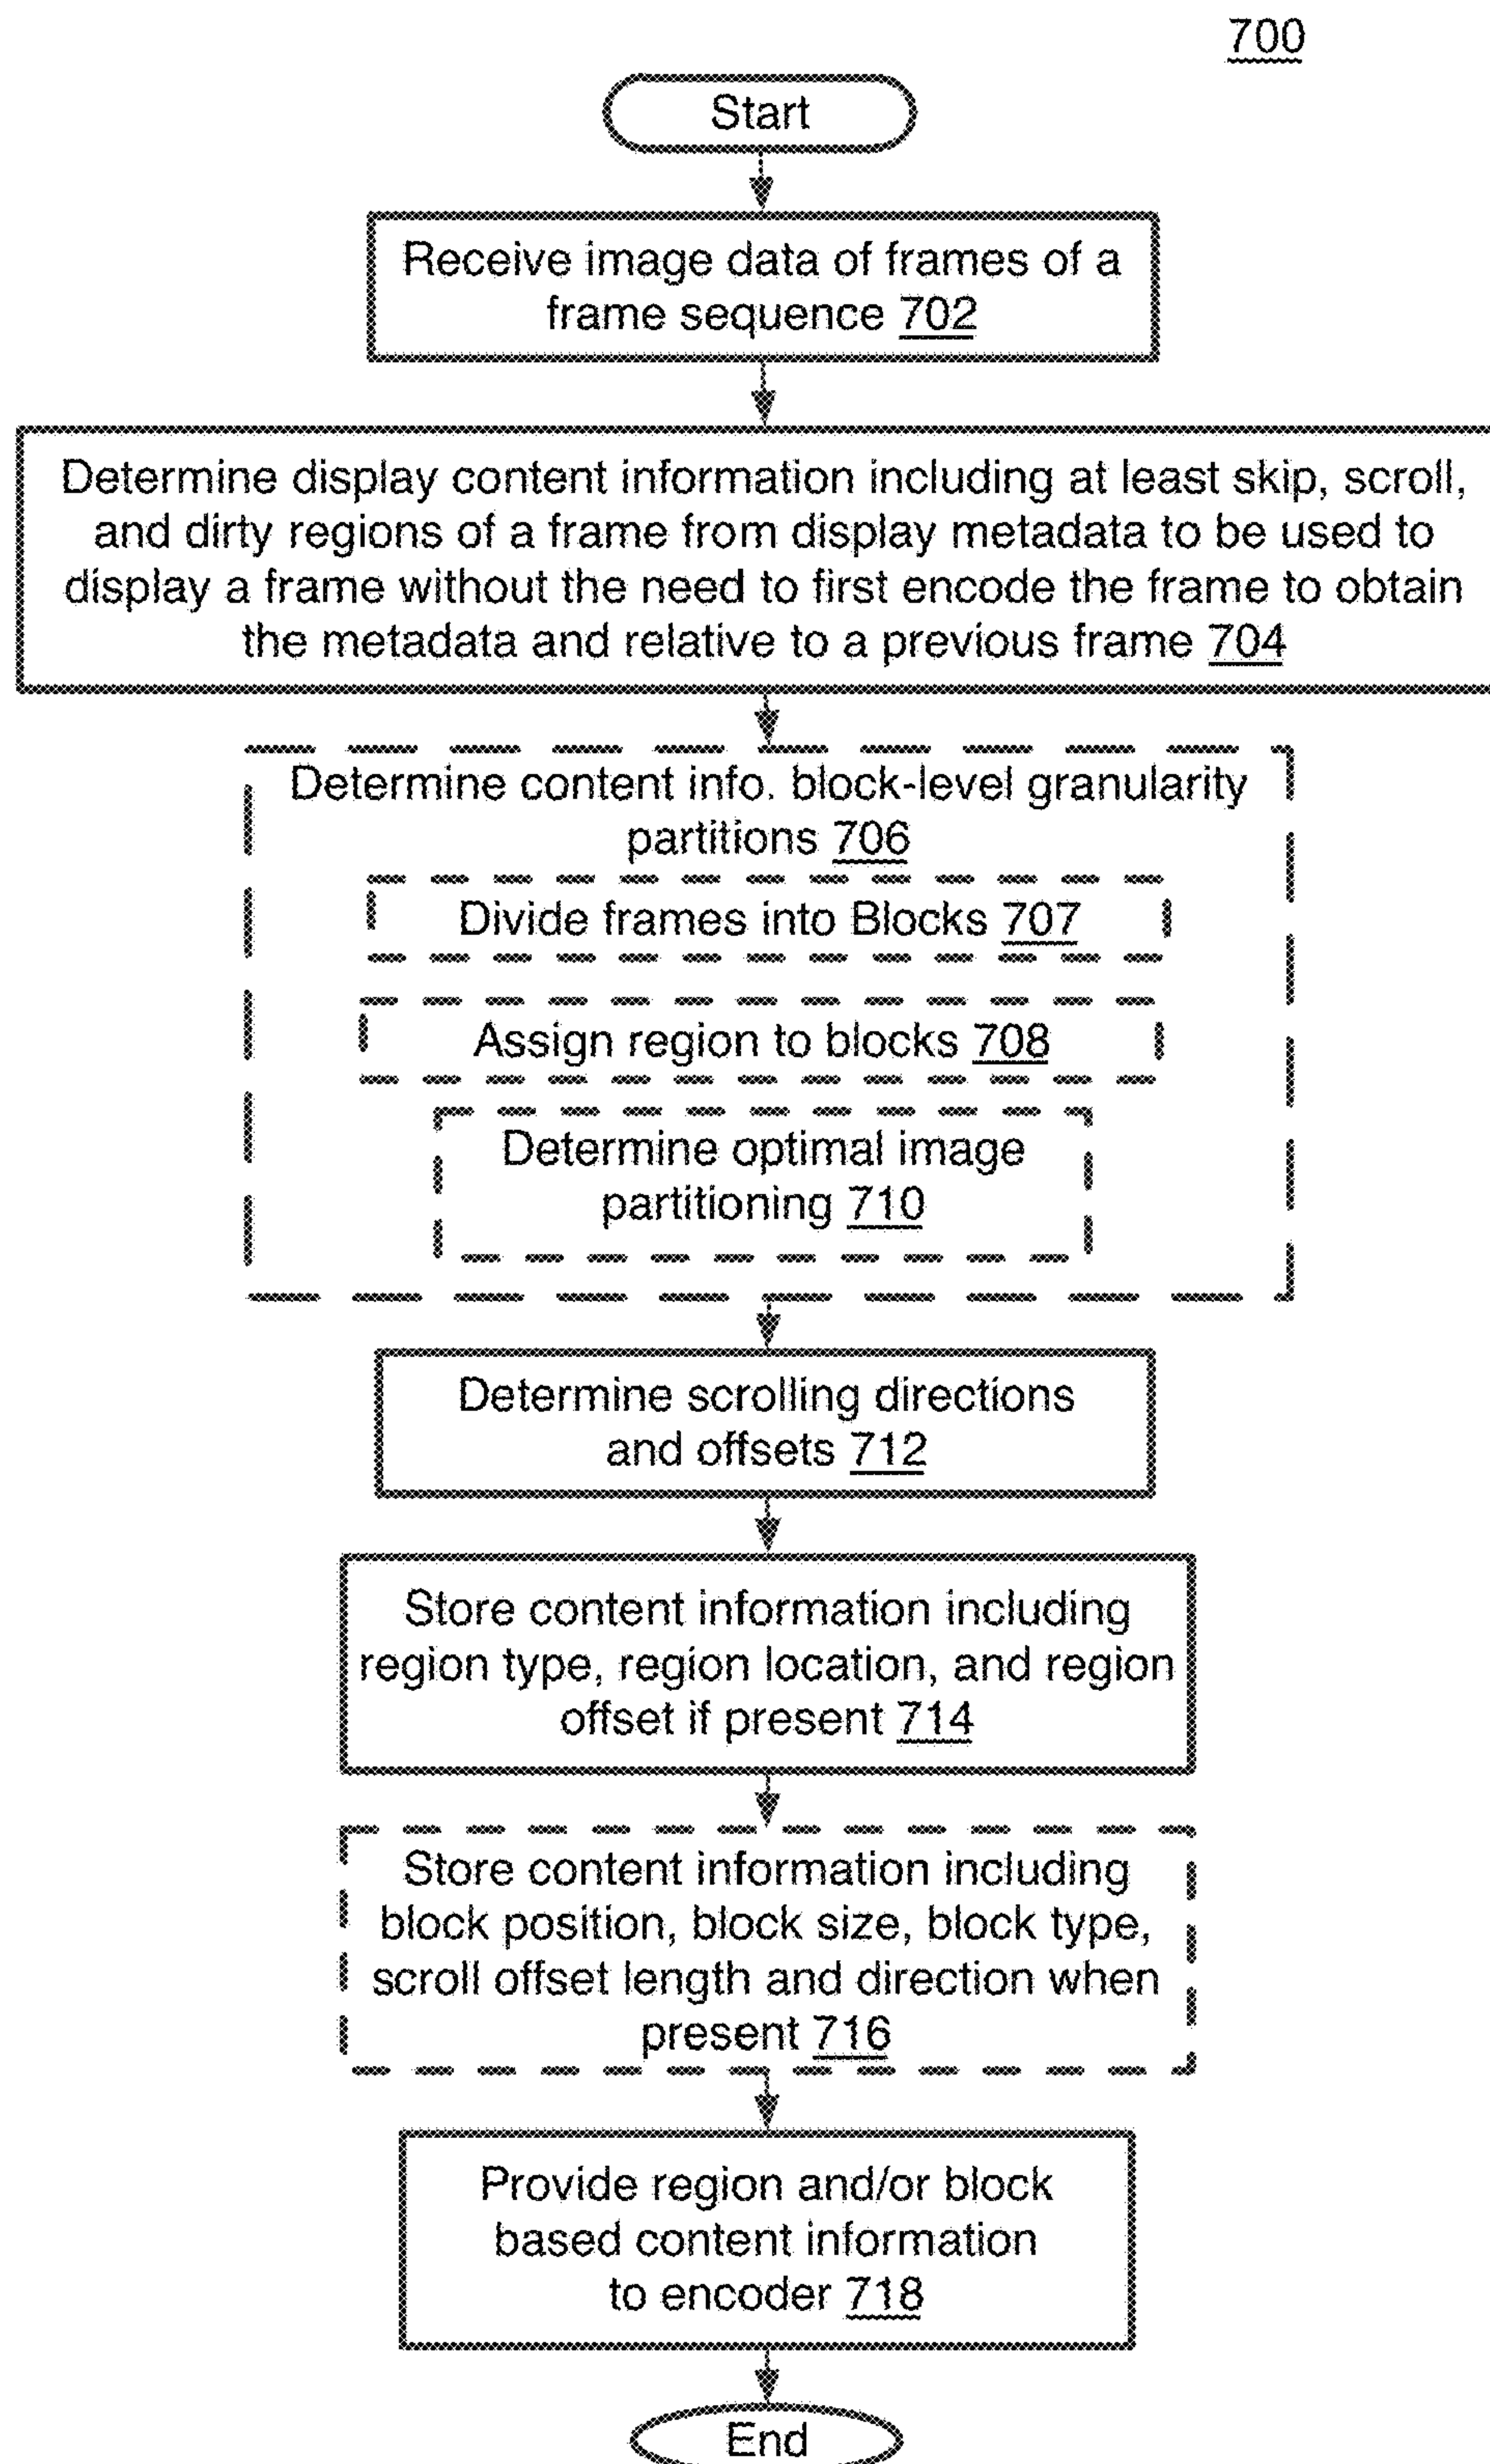 700
Start
Receive image data of frames of a
frame sequence 702
Determine display content information including at least skip, scroll,
and dirty regions of a frame from display metadata to be used to
display a frame without the need to first encode the frame to obtain
the metadata and relative to a previous frame 704
Determine content info. block-level granularity
partitions 706
Divide frames into Blocks 707
Assign region to blocks 708
Determine optimal image
partitioning 710
Determine scrolling directions
and offsets 712
Store content information including
region type, region location, and region
offset if present 714
Store content information including
block position, block size, block type,
scroll offset length and direction when
present 716
Provide region and/or block
based content information
to encoder 718
End